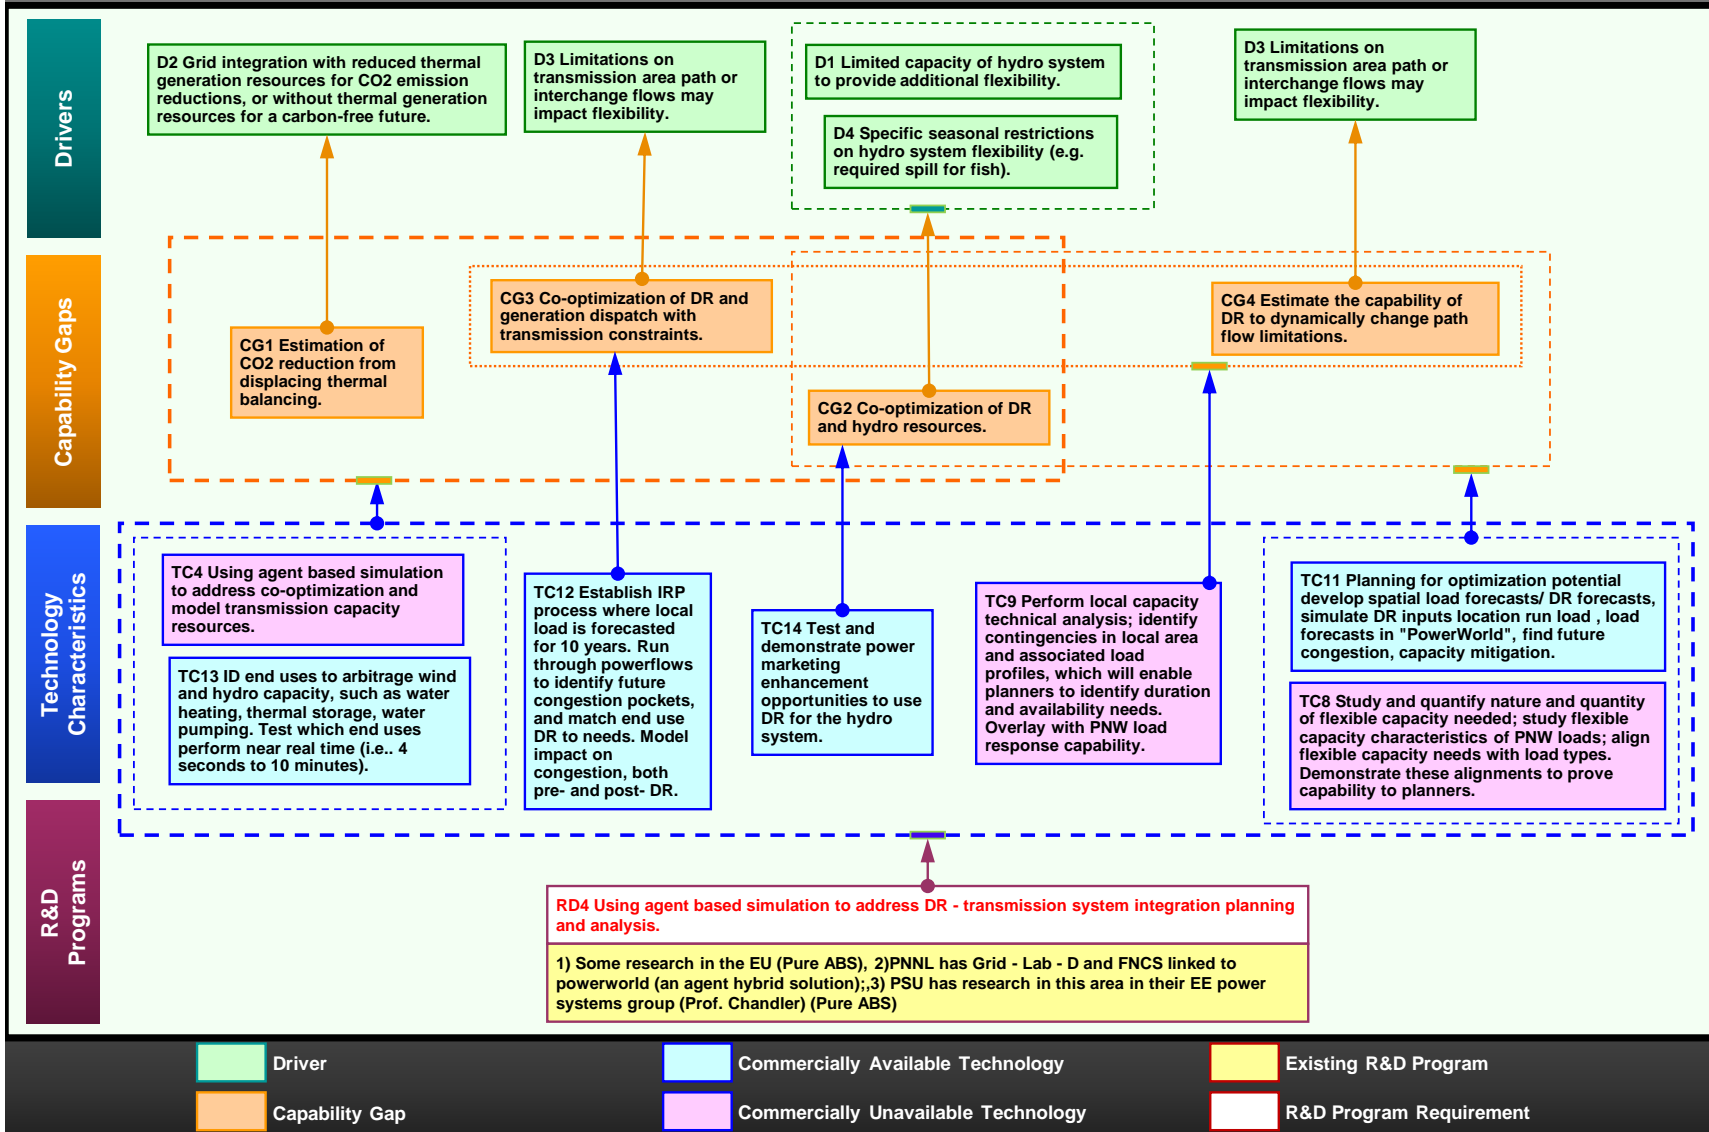 Drivers
D2 Grid integration with reduced thermal
generation resources for CO2 emission
reductions, or without thermal generation
resources for a carbon-free future.
D3 Limitations on
transmission area path or
interchange flows may
impact flexibility.
D1 Limited capacity of hydro system
to provide additional flexibility.
D4 Specific seasonal restrictions
on hydro system flexibility (e.g.
required spill for fish).
D3 Limitations on
transmission area path or
interchange flows may
impact flexibility.
Capability Gaps
CG1 Estimation of
CO2 reduction from
displacing thermal
balancing.
CG3 Co-optimization of DR and
generation dispatch with
transmission constraints.
CG2 Co-optimization of DR
and hydro resources.
CG4 Estimate the capability of
DR to dynamically change path
flow limitations.
Technology
Characteristics
TC4 Using agent based simulation
to address co-optimization and
model transmission capacity
resources.
TC13 ID end uses to arbitrage wind
and hydro capacity, such as water
heating, thermal storage, water
pumping. Test which end uses
perform near real time (i.e.. 4
seconds to 10 minutes).
TC12 Establish IRP
process where local
load is forecasted
for 10 years. Run
through powerflows
to identify future
congestion pockets,
and match end use
DR to needs. Model
impact on
congestion, both
pre- and post- DR.
TC14 Test and
demonstrate power
marketing
enhancement
opportunities to use
DR for the hydro
system.
TC9 Perform local capacity
technical analysis; identify
contingencies in local area
and associated load
profiles, which will enable
planners to identify duration
and availability needs.
Overlay with PNW load
response capability.
TC11 Planning for optimization potential
develop spatial load forecasts/ DR forecasts,
simulate DR inputs location run load , load
forecasts in "PowerWorld", find future
congestion, capacity mitigation.
TC8 Study and quantify nature and quantity
of flexible capacity needed; study flexible
capacity characteristics of PNW loads; align
flexible capacity needs with load types.
Demonstrate these alignments to prove
capability to planners.
R&D
Programs
RD4 Using agent based simulation to address DR - transmission system integration planning
and analysis.
1) Some research in the EU (Pure ABS), 2)PNNL has Grid - Lab - D and FNCS linked to
powerworld (an agent hybrid solution);,3) PSU has research in this area in their EE power
systems group (Prof. Chandler) (Pure ABS)
Driver
Commercially Available Technology
Existing R&D Program
Capability Gap
Commercially Unavailable Technology
R&D Program Requirement